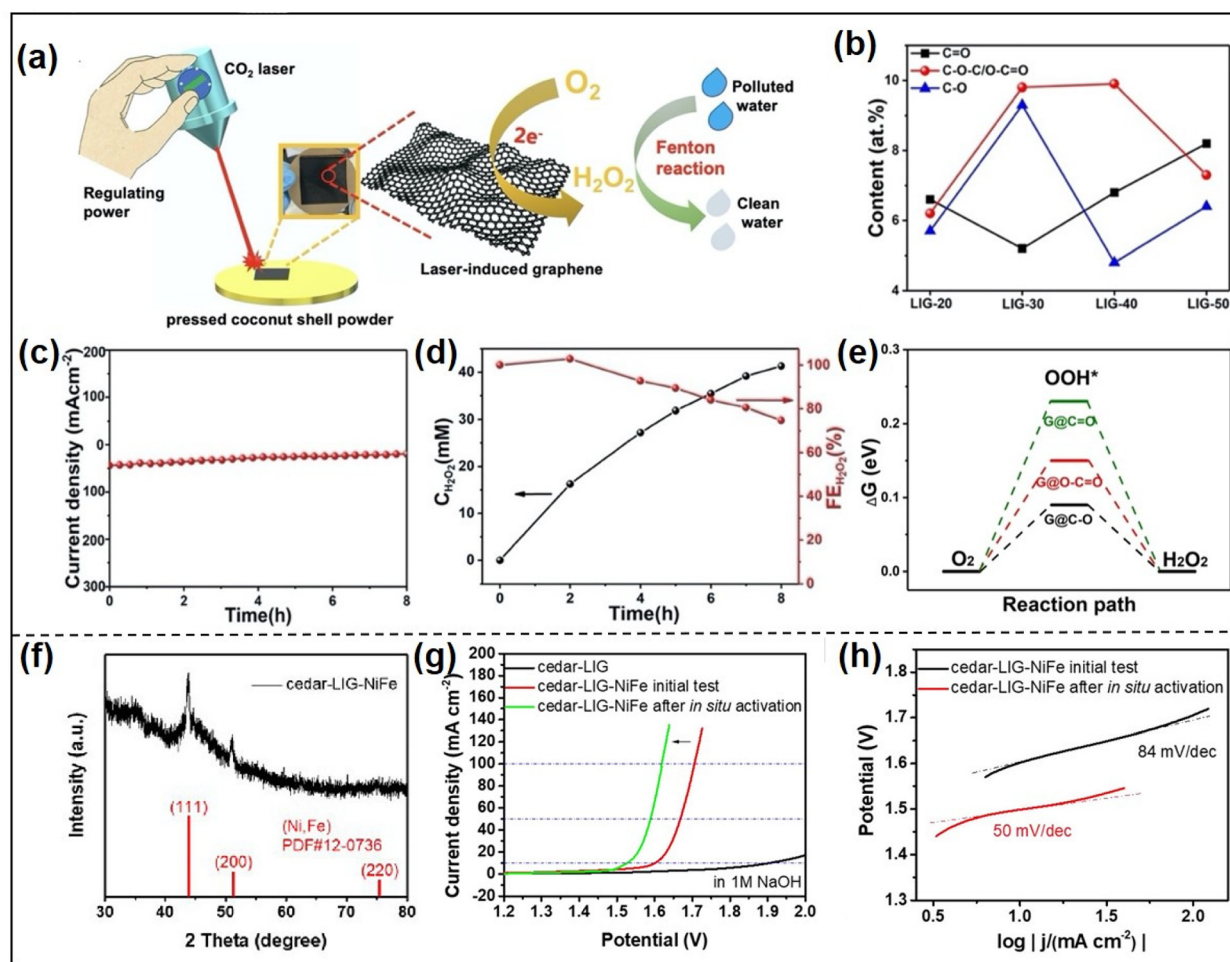 (a)
CO₂ laser
Regulating
power
pressed coconut shell powder
Laser-induced graphene
O₂
2e⁻
H₂O₂
Polluted
water
Fenton
reaction
Clean
water
(b)
C=O
C-O-C/O-C=O
C-O
Content (at.%)
10
8
6
4
LIG-20 LIG-30 LIG-40 LIG-50
(c)
Current density (mAcm⁻²)
200
100
0
100
200
300
0 2 4 6 8
Time(h)
(d)
C_H₂O₂(mM)
40
30
20
10
0
0 2 4 6 8
Time(h)
100
80
60
40
20
0
FE_H₂O₂(%)
(e)
ΔG (eV)
0.3
0.2
0.1
0.0
OOH*
G@C=O
G@O-C=O
G@C-O
O₂
H₂O₂
Reaction path
(f)
cedar-LIG-NiFe
Intensity (a.u.)
(111)
(200)
(220)
(Ni,Fe)
PDF#12-0736
30 40 50 60 70 80
2 Theta (degree)
(g)
cedar-LIG
cedar-LIG-NiFe initial test
cedar-LIG-NiFe after in situ activation
Current density (mA cm⁻²)
200
180
160
140
120
100
80
60
40
20
0
-20
in 1M NaOH
1.2 1.3 1.4 1.5 1.6 1.7 1.8 1.9 2.0
Potential (V)
(h)
cedar-LIG-NiFe initial test
cedar-LIG-NiFe after in situ activation
Potential (V)
1.8
1.7
1.6
1.5
1.4
1.3
84 mV/dec
50 mV/dec
0.5 1.0 1.5 2.0
log | j/(mA cm⁻²) |